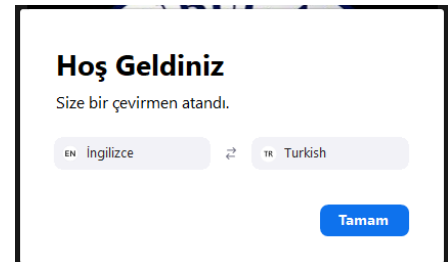 Hoş Geldiniz
Size bir çevirmen atandı.
EN İngilizce ⇄ TR Turkish
Tamam